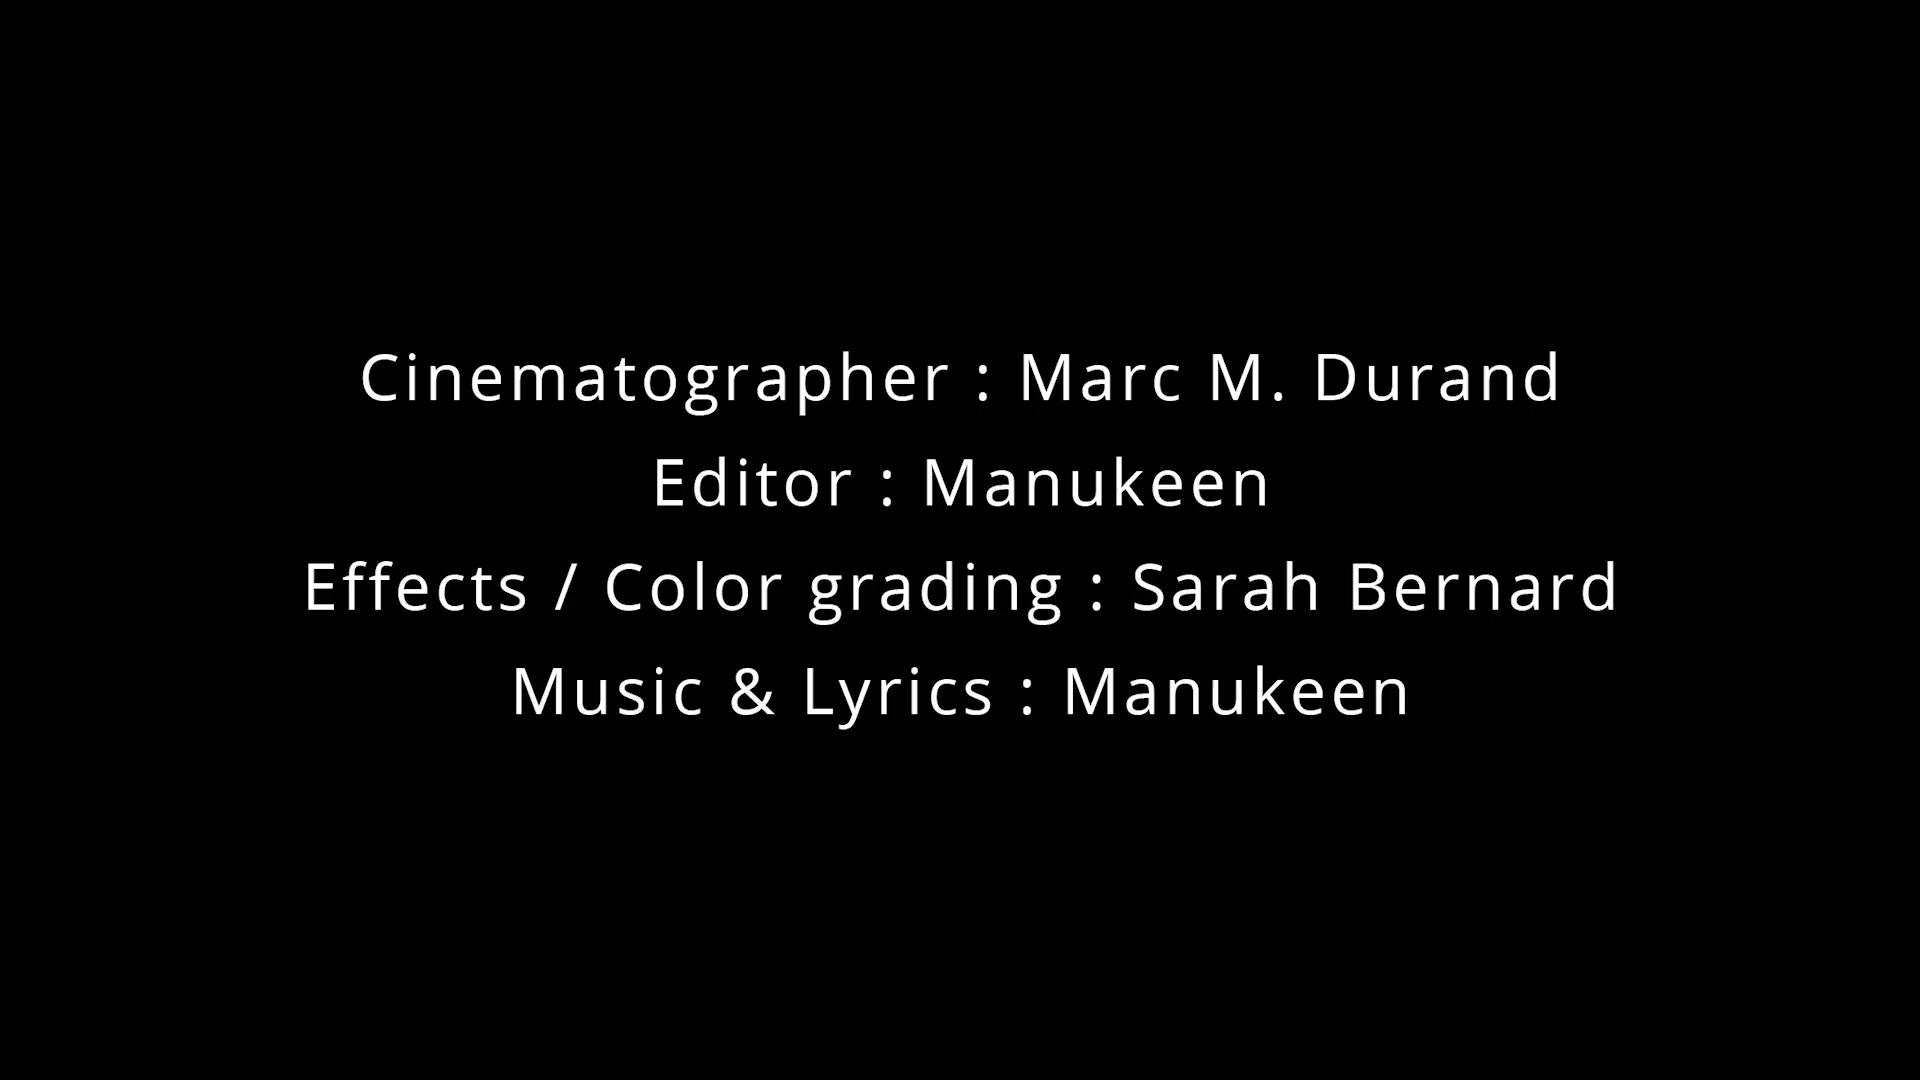 Cinematographer : Marc M. Durand
Editor : Manukeen
Effects / Color grading : Sarah Bernard
Music & Lyrics : Manukeen